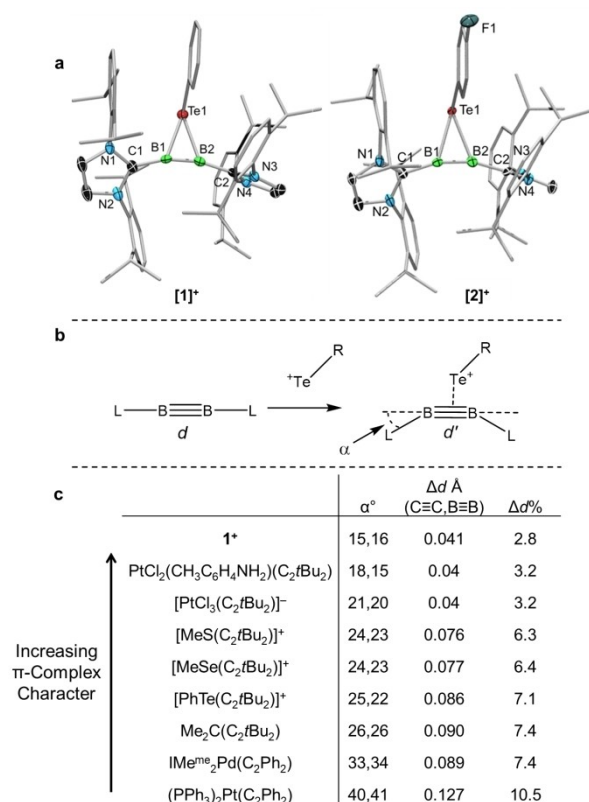 a
F1
Te1
Te1
N1
C1
B1
B2
C2
N3
N4
N2
N1
C1
B1
B2
C2
N3
N4
N2
[1]⁺
[2]⁺
b
L B B L
d
⁺Te R
R
Te⁺
L B B L
d′
α
c
α° Δd Å (C≡C,B≡B) Δd%
1⁺ 15,16 0.041 2.8
PtCl₂(CH₃C₆H₄NH₂)(C₂tBu₂) 18,15 0.04 3.2
[PtCl₃(C₂tBu₂)]⁻ 21,20 0.04 3.2
[MeS(C₂tBu₂)]⁺ 24,23 0.076 6.3
[MeSe(C₂tBu₂)]⁺ 24,23 0.077 6.4
[PhTe(C₂tBu₂)]⁺ 25,22 0.086 7.1
Me₂C(C₂tBu₂) 26,26 0.090 7.4
IMeᵐᵉ₂Pd(C₂Ph₂) 33,34 0.089 7.4
(PPh₃)₂Pt(C₂Ph₂) 40,41 0.127 10.5
Increasing
π-Complex
Character